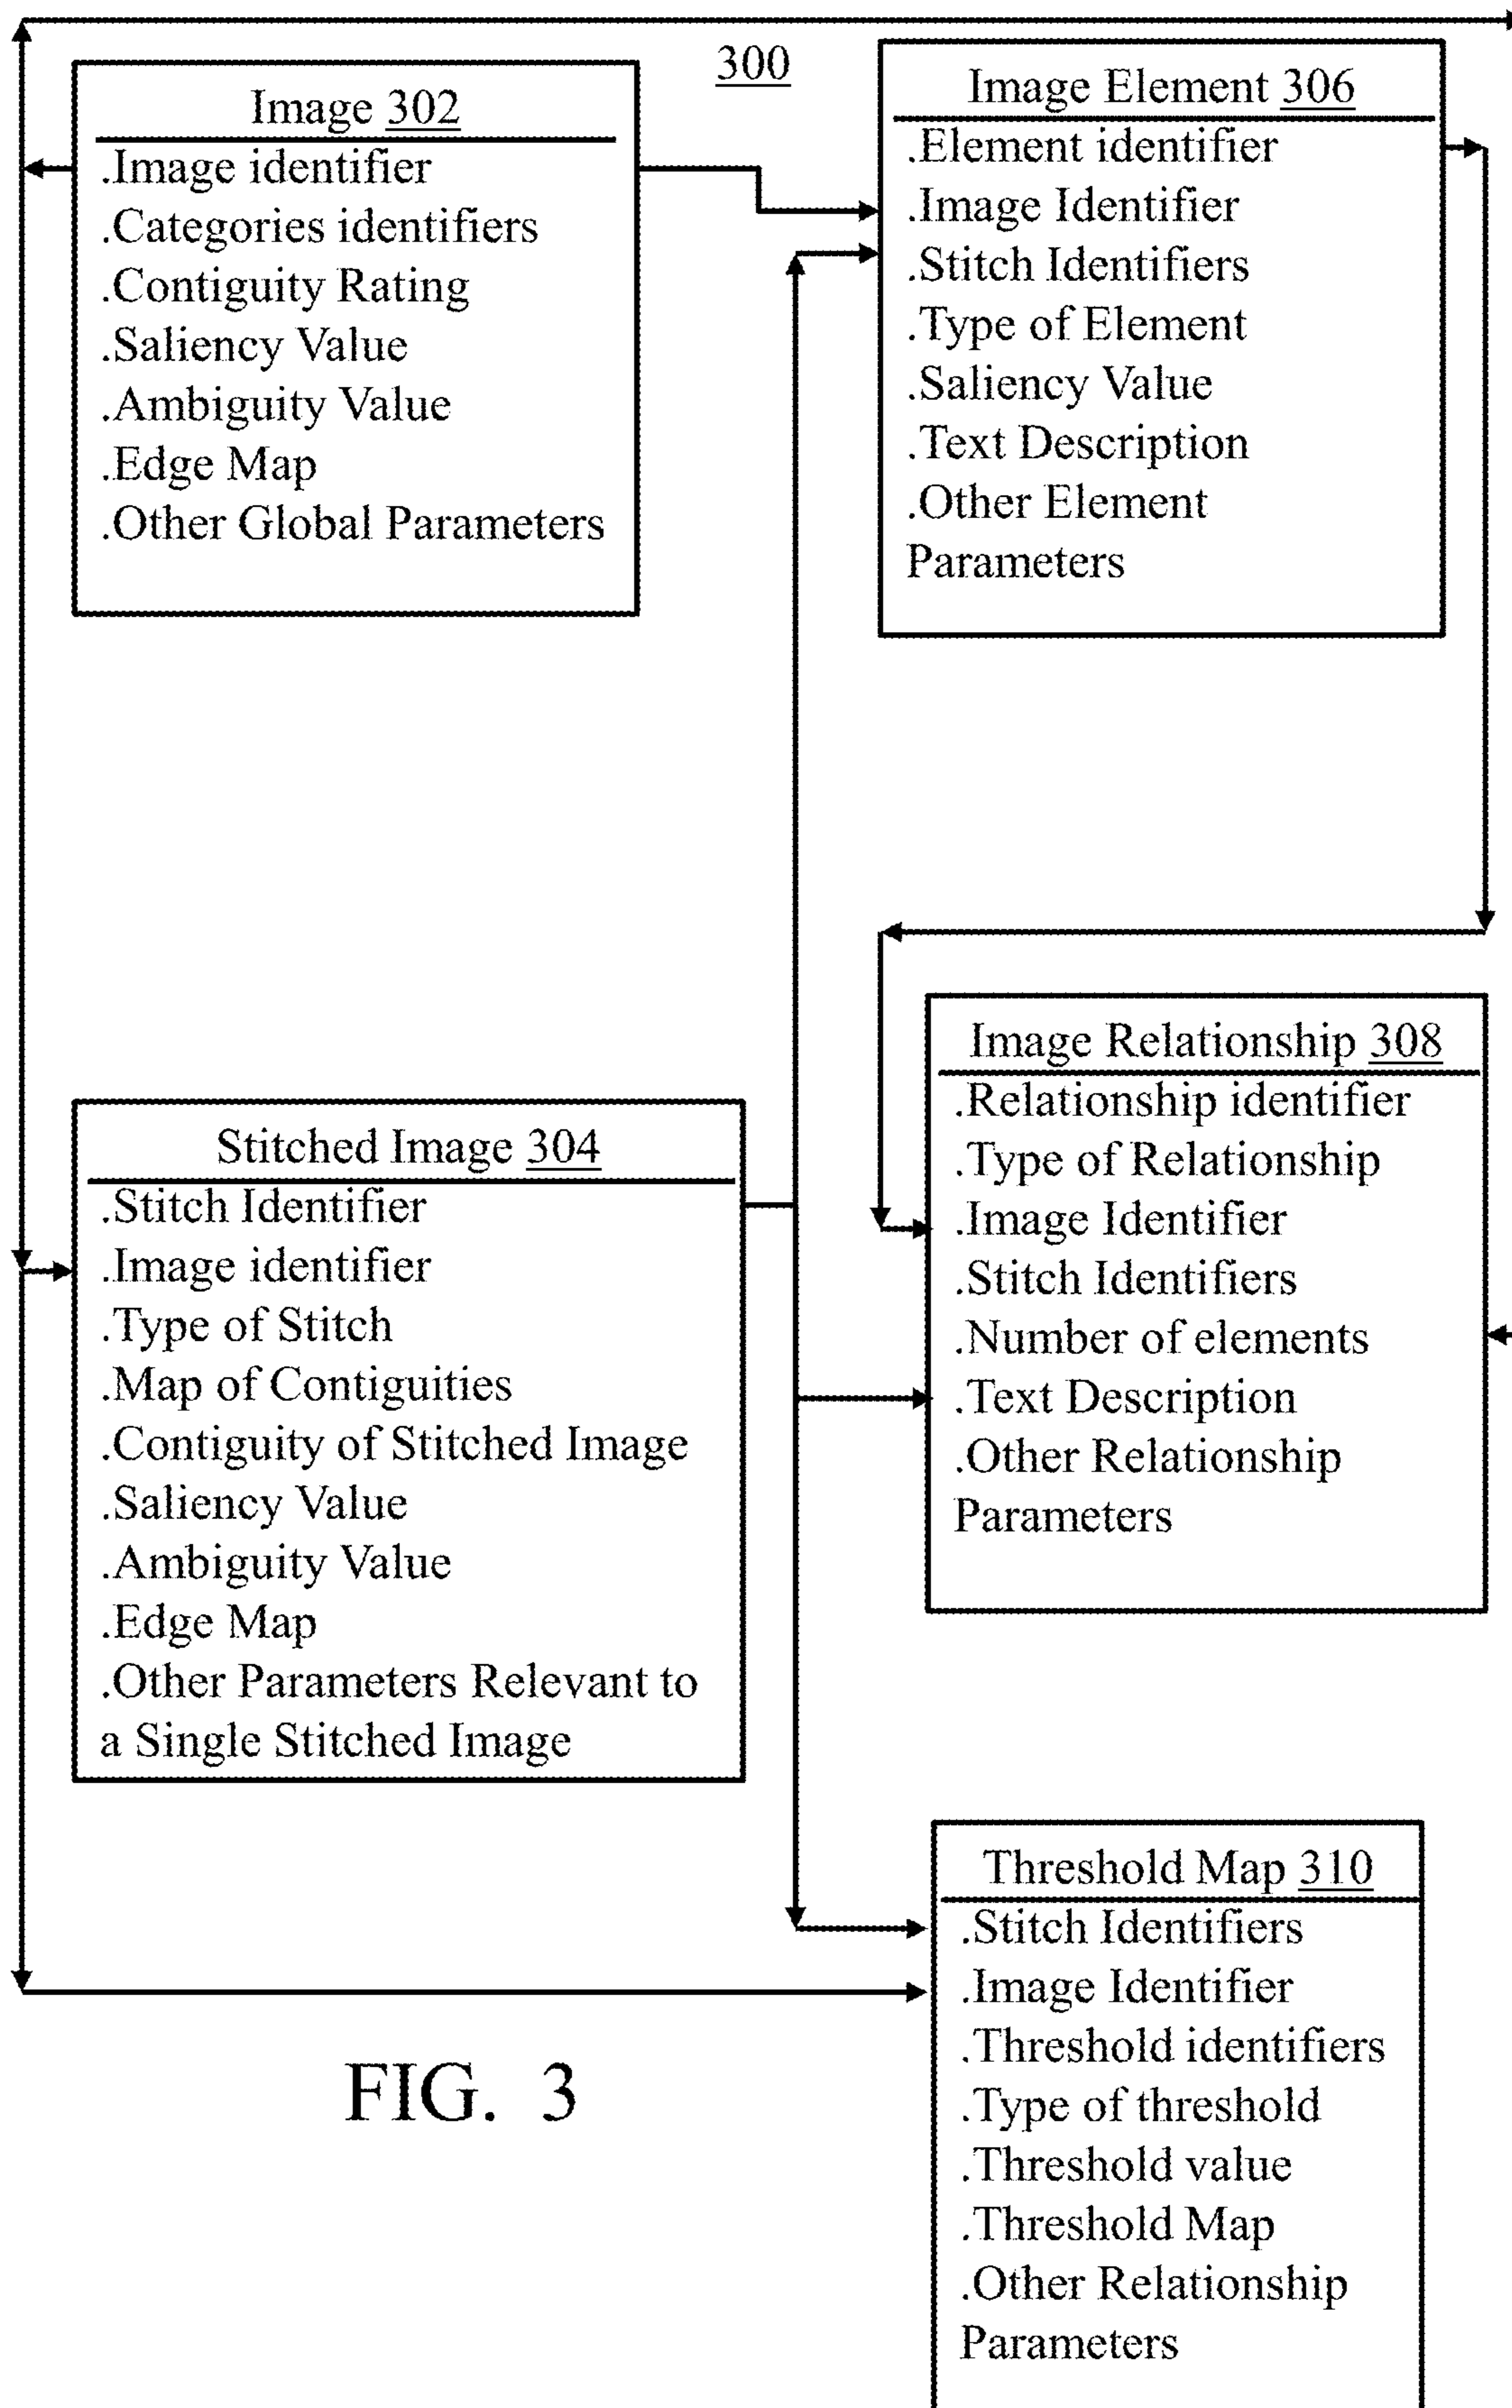 300
Image 302
.Image identifier
.Categories identifiers
.Contiguity Rating
.Saliency Value
.Ambiguity Value
.Edge Map
.Other Global Parameters
Image Element 306
.Element identifier
.Image Identifier
.Stitch Identifiers
.Type of Element
.Saliency Value
.Text Description
.Other Element
Parameters
Stitched Image 304
.Stitch Identifier
.Image identifier
.Type of Stitch
.Map of Contiguities
.Contiguity of Stitched Image
.Saliency Value
.Ambiguity Value
.Edge Map
.Other Parameters Relevant to
a Single Stitched Image
Image Relationship 308
.Relationship identifier
.Type of Relationship
.Image Identifier
.Stitch Identifiers
.Number of elements
.Text Description
.Other Relationship
Parameters
Threshold Map 310
.Stitch Identifiers
.Image Identifier
.Threshold identifiers
.Type of threshold
.Threshold value
.Threshold Map
.Other Relationship
Parameters
FIG. 3